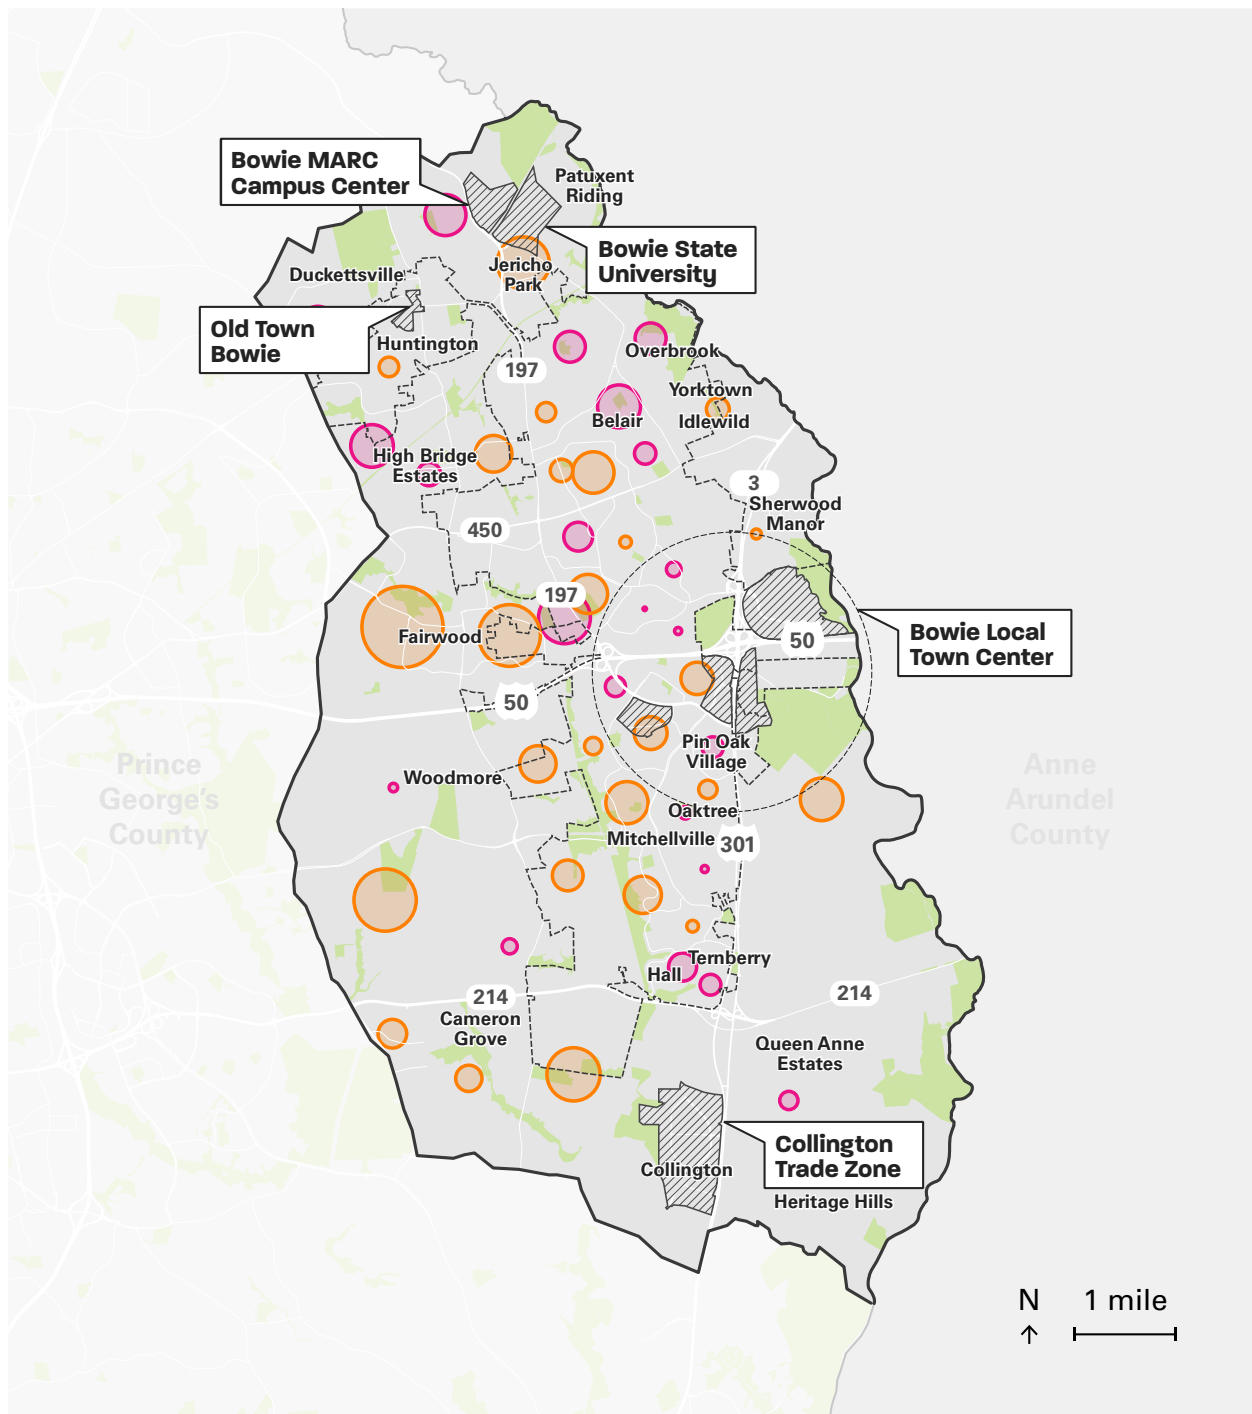 Bowie MARC
Campus Center
Patuxent
Riding
Bowie State
University
Jericho
Park
Duckettsville
Old Town
Bowie
Huntington
197
Overbrook
Yorktown
Belair
Idlewild
High Bridge
Estates
3
Sherwood
Manor
450
197
Fairwood
50
Bowie Local
Town Center
50
Pin Oak
Village
Prince
George's
County
Woodmore
Anne
Arundel
County
Oaktree
Mitchellville
301
Ternberry
Hall
214
214
Cameron
Grove
Queen Anne
Estates
Collington
Trade Zone
Collington
Heritage Hills
N
1 mile